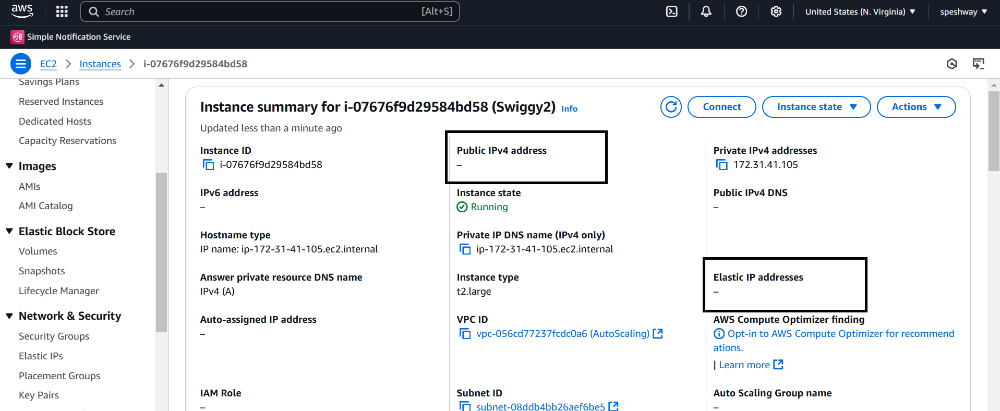 aws
Search
[Alt+S]
United States (N. Virginia)
speshway
Simple Notification Service
EC2
Instances
i-07676f9d29584bd58
Savings Plans
Reserved Instances
Dedicated Hosts
Capacity Reservations
Images
AMIs
AMI Catalog
Elastic Block Store
Volumes
Snapshots
Lifecycle Manager
Network & Security
Security Groups
Elastic IPs
Placement Groups
Key Pairs
Instance summary for i-07676f9d29584bd58 (Swiggy2) Info
Connect
Instance state
Actions
Updated less than a minute ago
Instance ID
i-07676f9d29584bd58
Public IPv4 address
–
Private IPv4 addresses
172.31.41.105
IPv6 address
–
Instance state
Running
Public IPv4 DNS
–
Hostname type
IP name: ip-172-31-41-105.ec2.internal
Private IP DNS name (IPv4 only)
ip-172-31-41-105.ec2.internal
Answer private resource DNS name
IPv4 (A)
Instance type
t2.large
Elastic IP addresses
–
Auto-assigned IP address
–
VPC ID
vpc-056cd77237fcdc0a6 (AutoScaling)
AWS Compute Optimizer finding
Opt-in to AWS Compute Optimizer for recommend
ations.
| Learn more
IAM Role
–
Subnet ID
subnet-08ddb4bb26aef6be5
Auto Scaling Group name
–